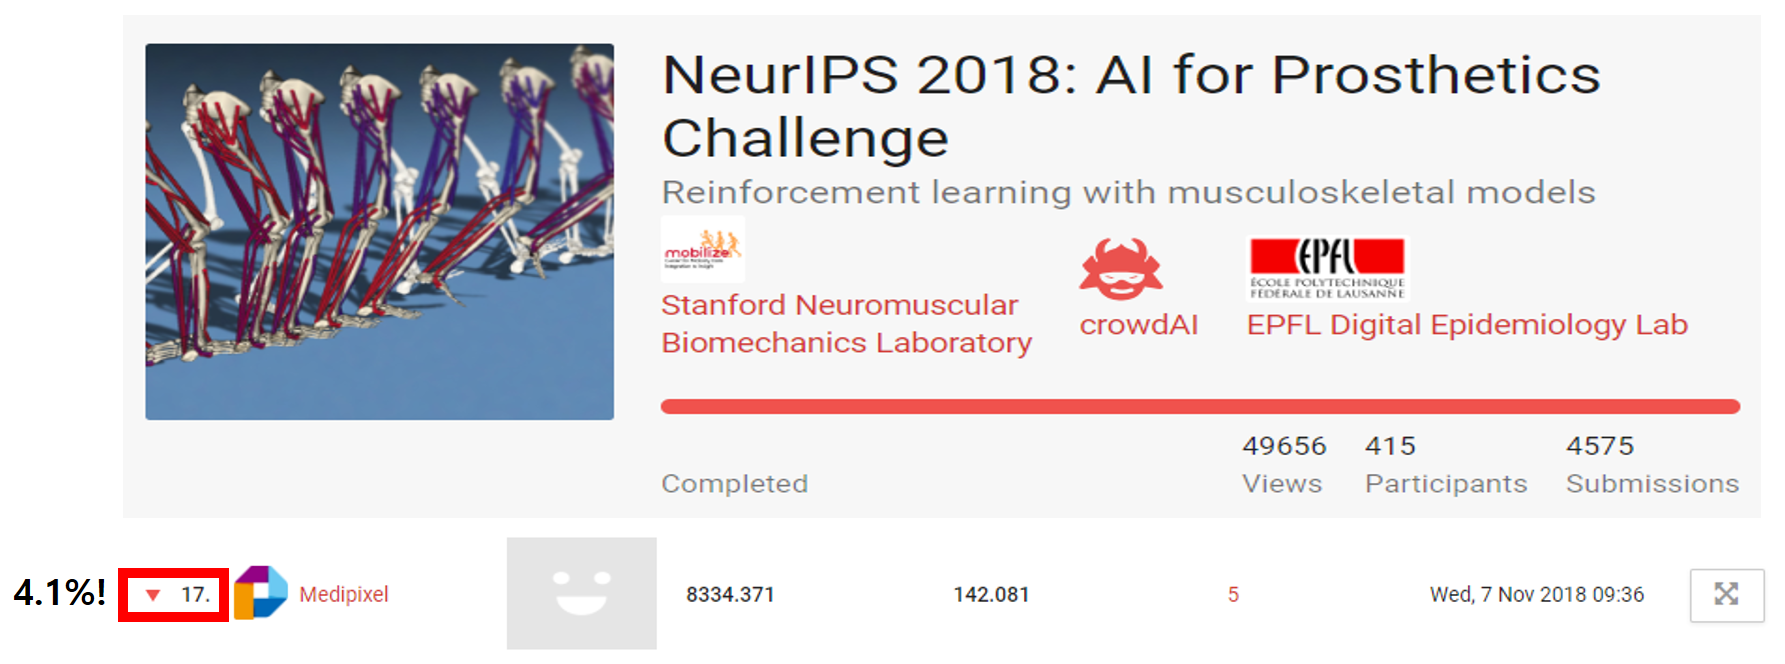 NeurIPS 2018: AI for Prosthetics
Challenge
Reinforcement learning with musculoskeletal models
mobilize
Stanford Neuromuscular
Biomechanics Laboratory
crowdAI
EPFL
ÉCOLE POLYTECHNIQUE
FÉDÉRALE DE LAUSANNE
EPFL Digital Epidemiology Lab
49656 415 4575
Completed Views Participants Submissions
4.1%! 17. Medipixel 8334.371 142.081 5 Wed, 7 Nov 2018 09:36